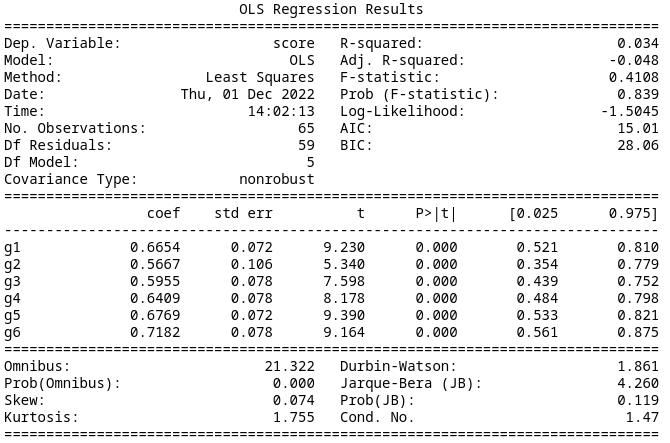 OLS Regression Results
==============================================================================
Dep. Variable: score R-squared: 0.034
Model: OLS Adj. R-squared: -0.048
Method: Least Squares F-statistic: 0.4108
Date: Thu, 01 Dec 2022 Prob (F-statistic): 0.839
Time: 14:02:13 Log-Likelihood: -1.5045
No. Observations: 65 AIC: 15.01
Df Residuals: 59 BIC: 28.06
Df Model: 5
Covariance Type: nonrobust
==============================================================================
coef std err t P>|t| [0.025 0.975]
------------------------------------------------------------------------------
g1 0.6654 0.072 9.230 0.000 0.521 0.810
g2 0.5667 0.106 5.340 0.000 0.354 0.779
g3 0.5955 0.078 7.598 0.000 0.439 0.752
g4 0.6409 0.078 8.178 0.000 0.484 0.798
g5 0.6769 0.072 9.390 0.000 0.533 0.821
g6 0.7182 0.078 9.164 0.000 0.561 0.875
==============================================================================
Omnibus: 21.322 Durbin-Watson: 1.861
Prob(Omnibus): 0.000 Jarque-Bera (JB): 4.260
Skew: 0.074 Prob(JB): 0.119
Kurtosis: 1.755 Cond. No. 1.47
==============================================================================